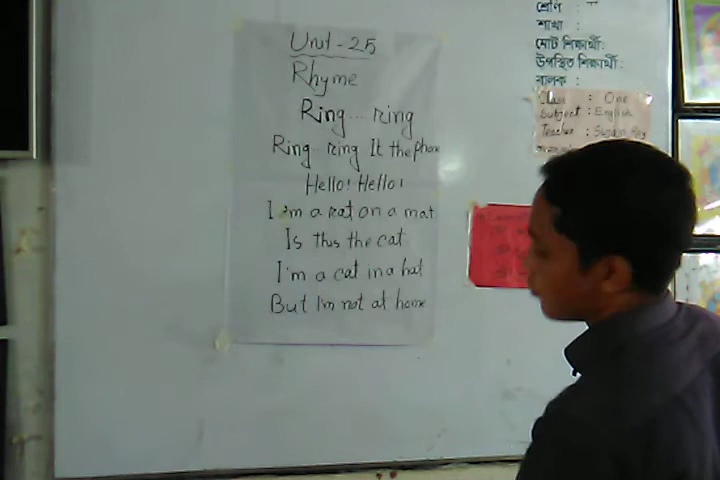 Unit - 25
Rhyme
Ring... ring
Ring.. ring It the phone
Hello! Hello!
I'm a rat on a mat
Is this the cat
I'm a cat in a hat
But I'm not at home
শ্রেণি :
শাখা :
মোট শিক্ষার্থী:
উপস্থিত শিক্ষার্থী:
বালক :
Class : One
Subject : English
Teacher :